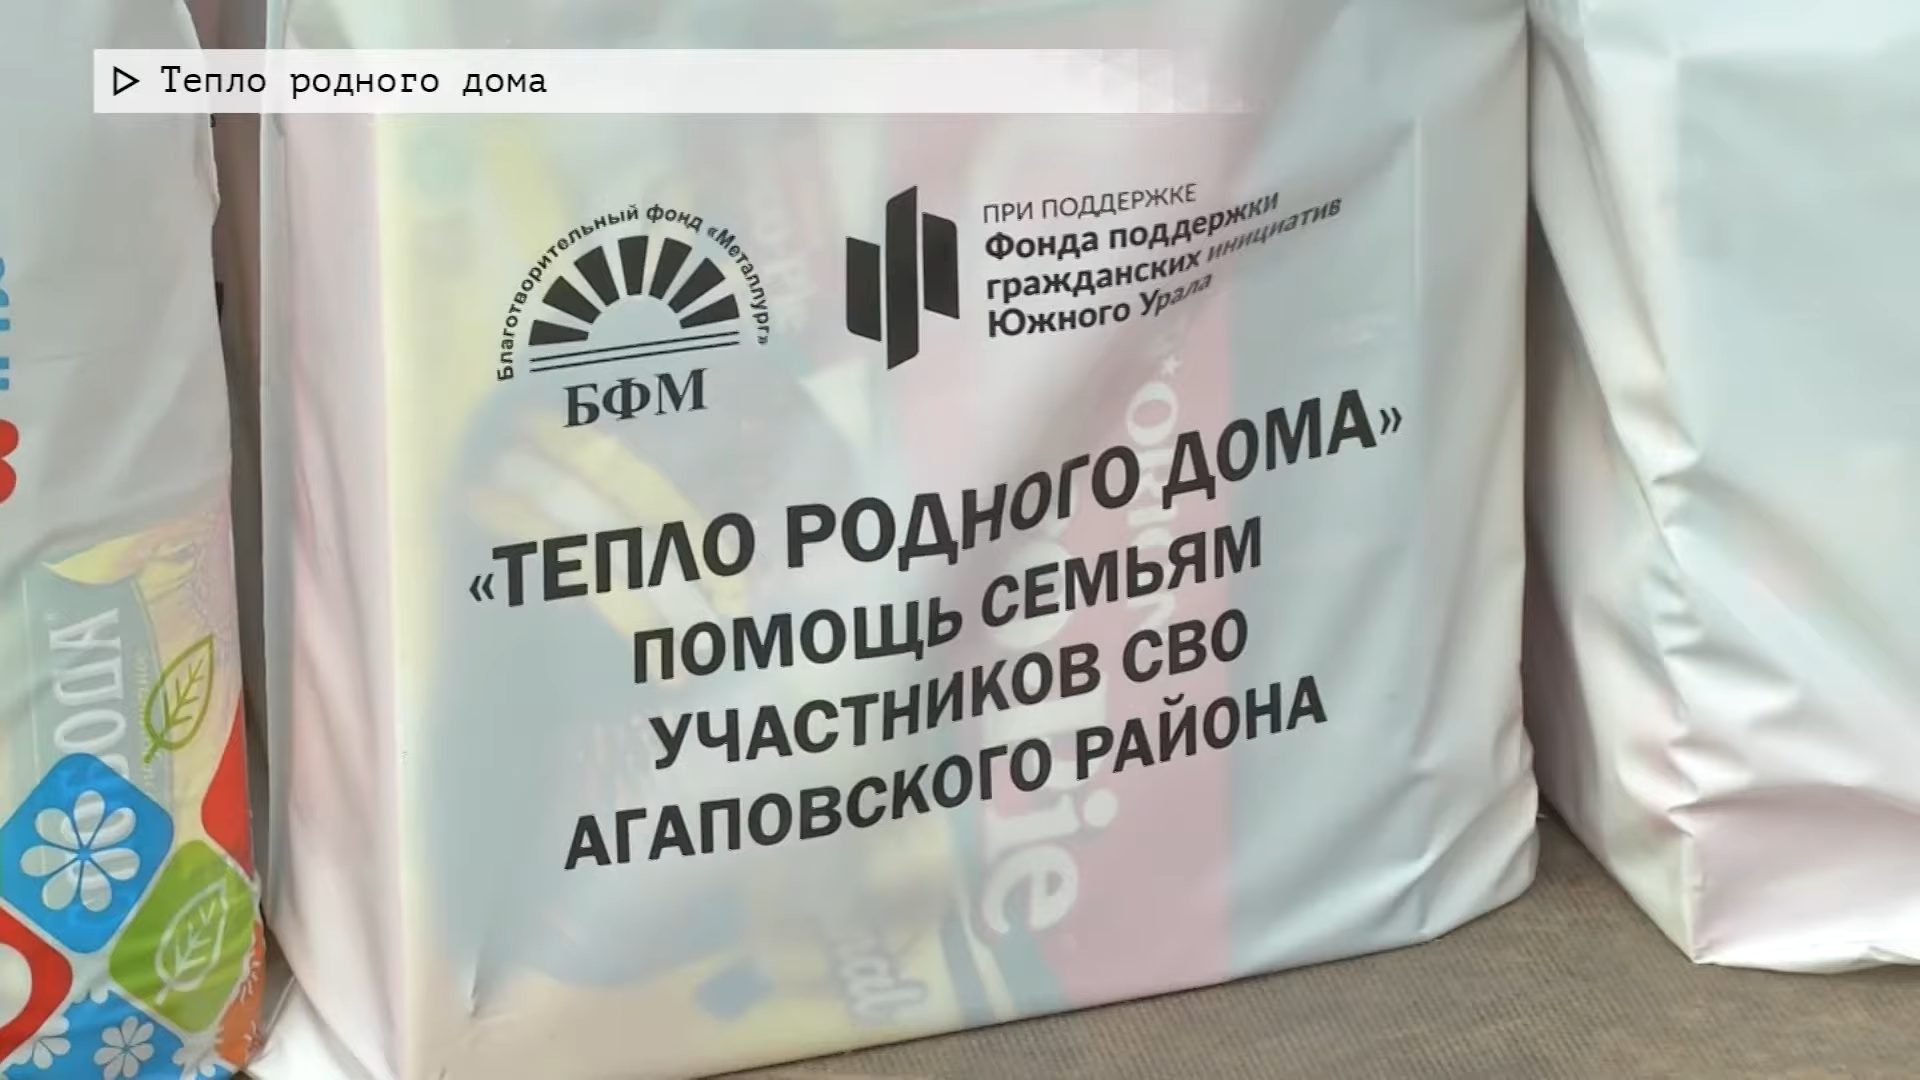 Тепло родного дома
Благотворительный фонд «Металлург»
БФМ
ПРИ ПОДДЕРЖКЕ
Фонда поддержки
гражданских инициатив
Южного Урала
«ТЕПЛО РОДНОГО ДОМА»
ПОМОЩЬ СЕМЬЯМ
УЧАСТНИКОВ СВО
АГАПОВСКОГО РАЙОНА